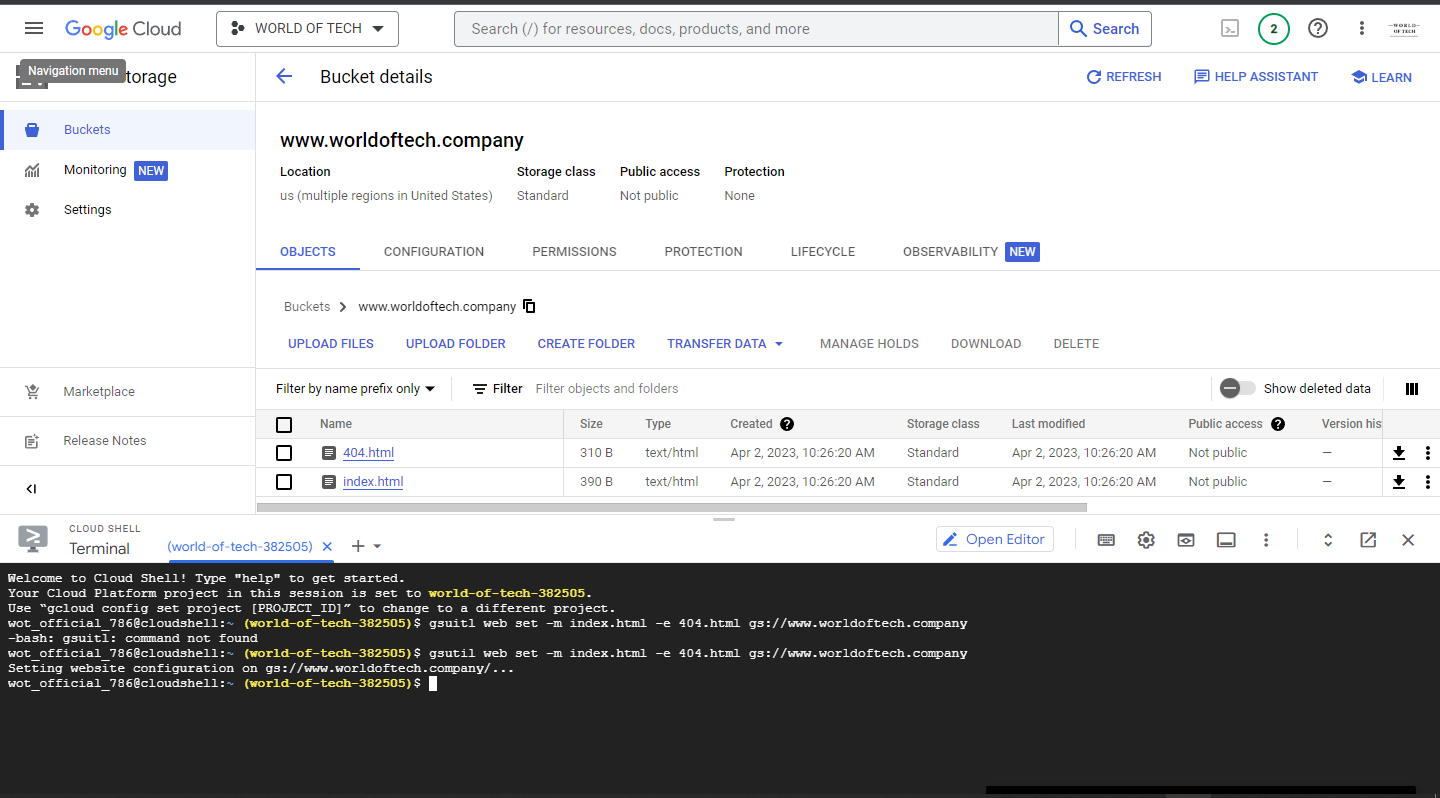 Google Cloud
WORLD OF TECH
Search (/) for resources, docs, products, and more
Search
2
WORLD
OF TECH
Navigation menu
torage
Bucket details
REFRESH
HELP ASSISTANT
LEARN
Buckets
Monitoring NEW
Settings
Marketplace
Release Notes
www.worldoftech.company
Location Storage class Public access Protection
us (multiple regions in United States) Standard Not public None
OBJECTS CONFIGURATION PERMISSIONS PROTECTION LIFECYCLE OBSERVABILITY NEW
Buckets > www.worldoftech.company
UPLOAD FILES UPLOAD FOLDER CREATE FOLDER TRANSFER DATA MANAGE HOLDS DOWNLOAD DELETE
Filter by name prefix only Filter Filter objects and folders Show deleted data
Name Size Type Created Storage class Last modified Public access Version his
404.html 310 B text/html Apr 2, 2023, 10:26:20 AM Standard Apr 2, 2023, 10:26:20 AM Not public —
index.html 390 B text/html Apr 2, 2023, 10:26:20 AM Standard Apr 2, 2023, 10:26:20 AM Not public —
CLOUD SHELL
Terminal (world-of-tech-382505) Open Editor
Welcome to Cloud Shell! Type "help" to get started.
Your Cloud Platform project in this session is set to world-of-tech-382505.
Use “gcloud config set project [PROJECT_ID]” to change to a different project.
wot_official_786@cloudshell:~ (world-of-tech-382505)$ gsuitl web set -m index.html -e 404.html gs://www.worldoftech.company
-bash: gsuitl: command not found
wot_official_786@cloudshell:~ (world-of-tech-382505)$ gsutil web set -m index.html -e 404.html gs://www.worldoftech.company
Setting website configuration on gs://www.worldoftech.company/...
wot_official_786@cloudshell:~ (world-of-tech-382505)$